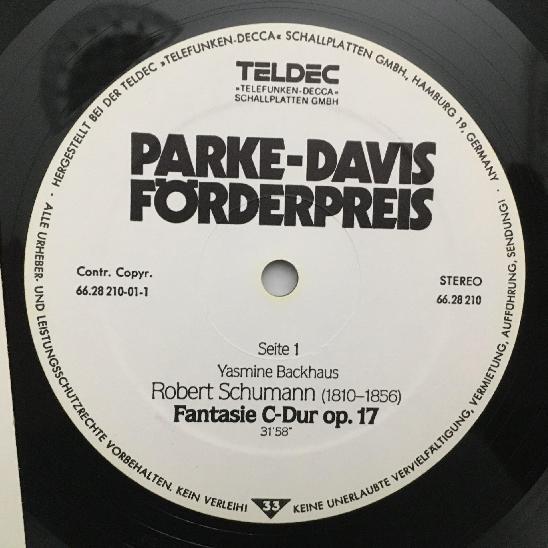 HERGESTELLT BEI DER TELDEC »TELEFUNKEN-DECCA« SCHALLPLATTEN GMBH, HAMBURG 19, GERMANY ·
TELDEC
»TELEFUNKEN-DECCA«
SCHALLPLATTEN GMBH
PARKE-DAVIS
FÖRDERPREIS
Contr. Copyr.
66.28 210-01-1
STEREO
66.28 210
Seite 1
Yasmine Backhaus
Robert Schumann (1810–1856)
Fantasie C-Dur op. 17
31'58"
· ALLE URHEBER- UND LEISTUNGSSCHUTZRECHTE VORBEHALTEN. KEIN VERLEIH!
33
KEINE UNERLAUBTE VERVIELFÄLTIGUNG, VERMIETUNG, AUFFÜHRUNG, SENDUNG!